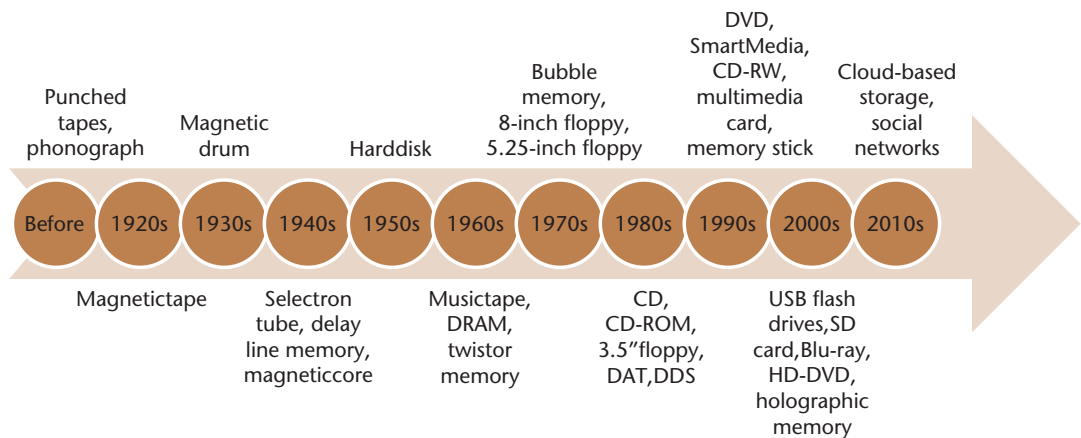 Punched
tapes,
phonograph
Magnetic
drum
Harddisk
Bubble
memory,
8-inch floppy,
5.25-inch floppy
DVD,
SmartMedia,
CD-RW,
multimedia
card,
memory stick
Cloud-based
storage,
social
networks
Before 1920s 1930s 1940s 1950s 1960s 1970s 1980s 1990s 2000s 2010s
Magnetictape
Selectron
tube, delay
line memory,
magneticcore
Musictape,
DRAM,
twistor
memory
CD,
CD-ROM,
3.5″floppy,
DAT,DDS
USB flash
drives,SD
card,Blu-ray,
HD-DVD,
holographic
memory